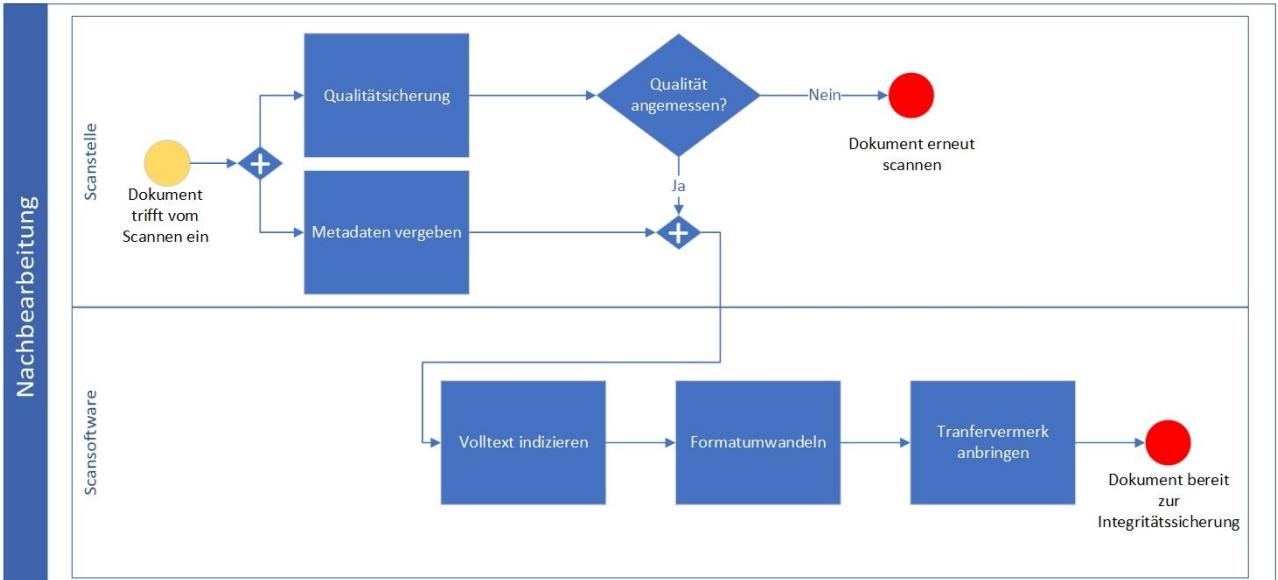 Nachbearbeitung
Scanstelle
Dokument
trifft vom
Scannen ein
Qualitätsicherung
Metadaten vergeben
Qualität
angemessen?
Nein
Ja
Dokument erneut
scannen
Scansoftware
Volltext indizieren
Formatumwandeln
Tranfervermerk
anbringen
Dokument bereit
zur
Integritätssicherung